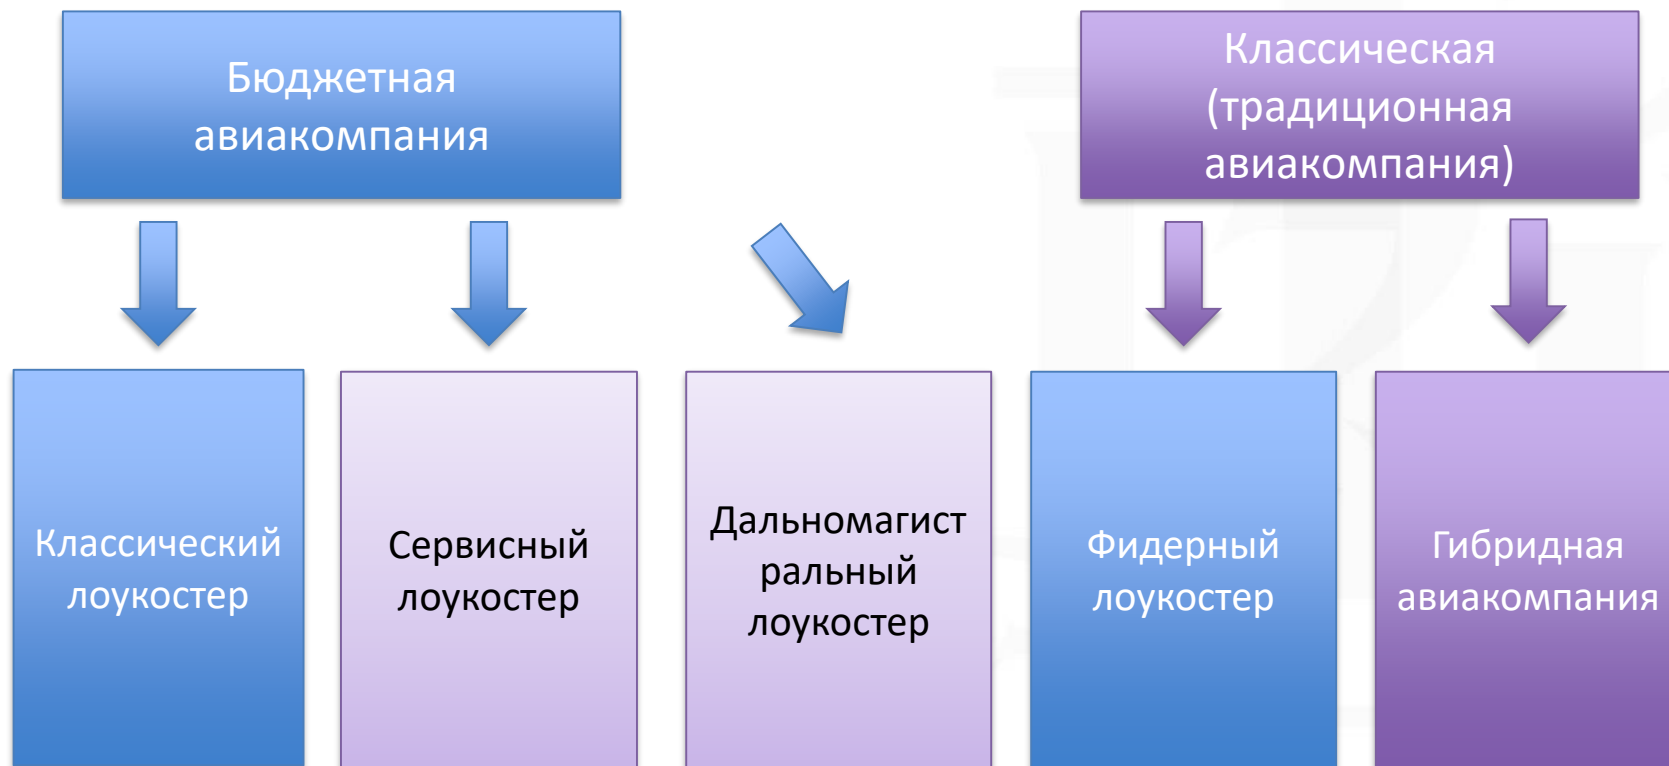 Бюджетная
авиакомпания
Классическая
(традиционная
авиакомпания)
Классический
лоукостер
Сервисный
лоукостер
Дальномагист
ральный
лоукостер
Фидерный
лоукостер
Гибридная
авиакомпания